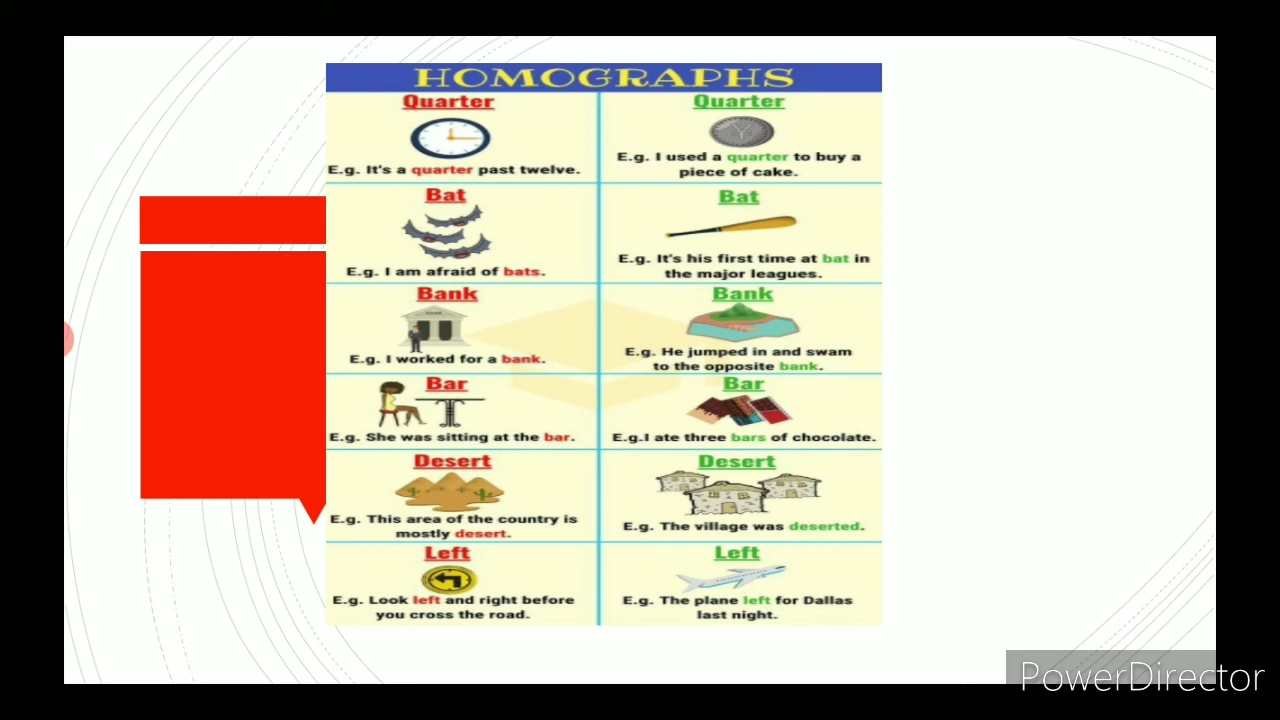 HOMOGRAPHS
Quarter
E.g. It's a quarter past twelve.
Quarter
E.g. I used a quarter to buy a
piece of cake.
Bat
E.g. I am afraid of bats.
Bat
E.g. It's his first time at bat in
the major leagues.
Bank
E.g. I worked for a bank.
Bank
E.g. He jumped in and swam
to the opposite bank.
Bar
E.g. She was sitting at the bar.
Bar
E.g.I ate three bars of chocolate.
Desert
E.g. This area of the country is
mostly desert.
Desert
E.g. The village was deserted.
Left
E.g. Look left and right before
you cross the road.
Left
E.g. The plane left for Dallas
last night.
PowerDirector